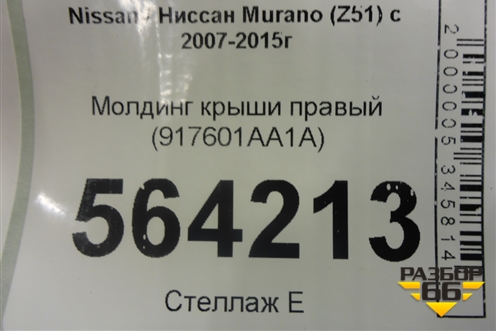 Nissan - Ниссан Murano (Z51) с
2007-2015г
Молдинг крыши правый
(917601AA1A)
564213
Стеллаж Е
2000005345814
РАЗБОР
66